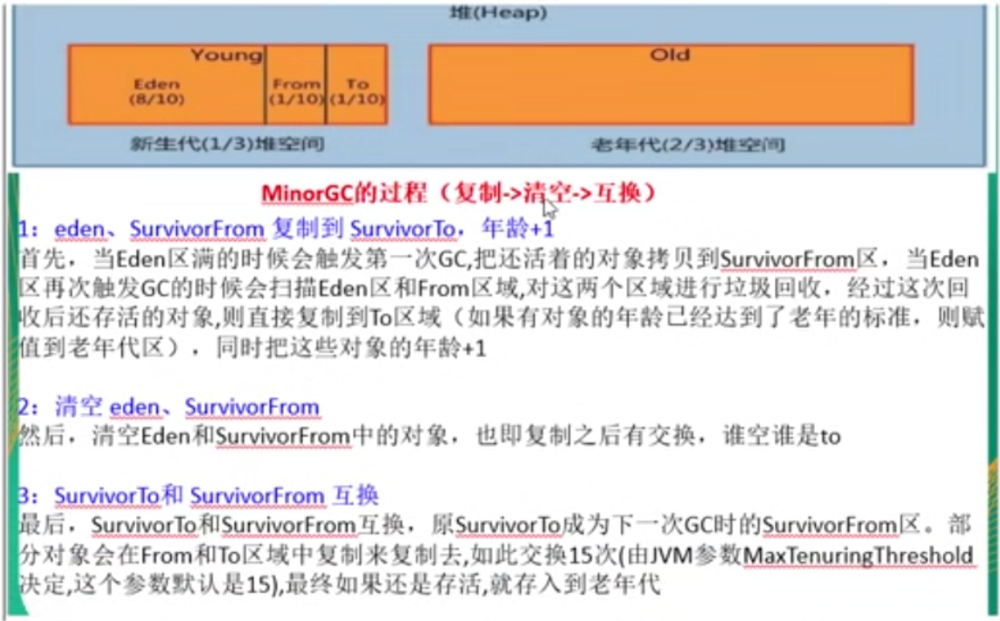 堆(Heap)
Young
Old
Eden
(8/10)
From
(1/10)
To
(1/10)
新生代(1/3)堆空间
老年代(2/3)堆空间
MinorGC的过程（复制->清空->互换）
1：eden、SurvivorFrom 复制到 SurvivorTo，年龄+1
首先，当Eden区满的时候会触发第一次GC,把还活着的对象拷贝到SurvivorFrom区，当Eden
区再次触发GC的时候会扫描Eden区和From区域,对这两个区域进行垃圾回收，经过这次回
收后还存活的对象,则直接复制到To区域（如果有对象的年龄已经达到了老年的标准，则赋
值到老年代区），同时把这些对象的年龄+1
2：清空 eden、SurvivorFrom
然后，清空Eden和SurvivorFrom中的对象，也即复制之后有交换，谁空谁是to
3：SurvivorTo和 SurvivorFrom 互换
最后，SurvivorTo和SurvivorFrom互换，原SurvivorTo成为下一次GC时的SurvivorFrom区。部
分对象会在From和To区域中复制来复制去,如此交换15次(由JVM参数MaxTenuringThreshold
决定,这个参数默认是15),最终如果还是存活,就存入到老年代